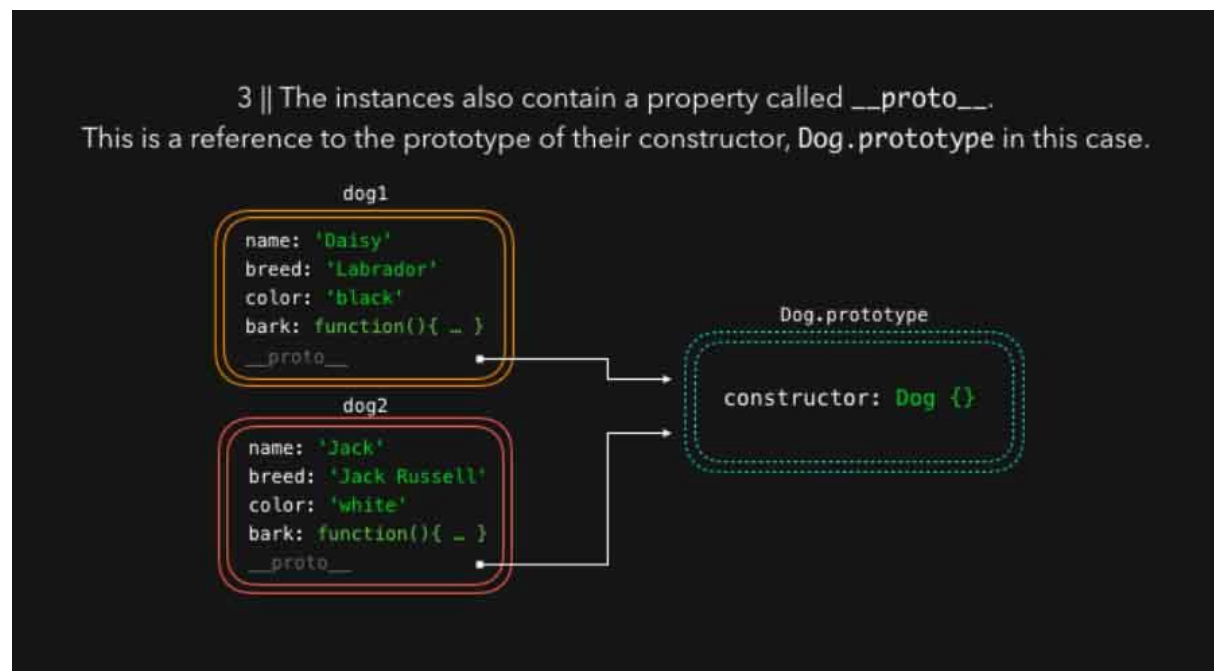 3 || The instances also contain a property called __proto__.
This is a reference to the prototype of their constructor, Dog.prototype in this case.
dog1
name: 'Daisy'
breed: 'Labrador'
color: 'black'
bark: function(){ … }
__proto__
dog2
name: 'Jack'
breed: 'Jack Russell'
color: 'white'
bark: function(){ … }
__proto__
Dog.prototype
constructor: Dog {}